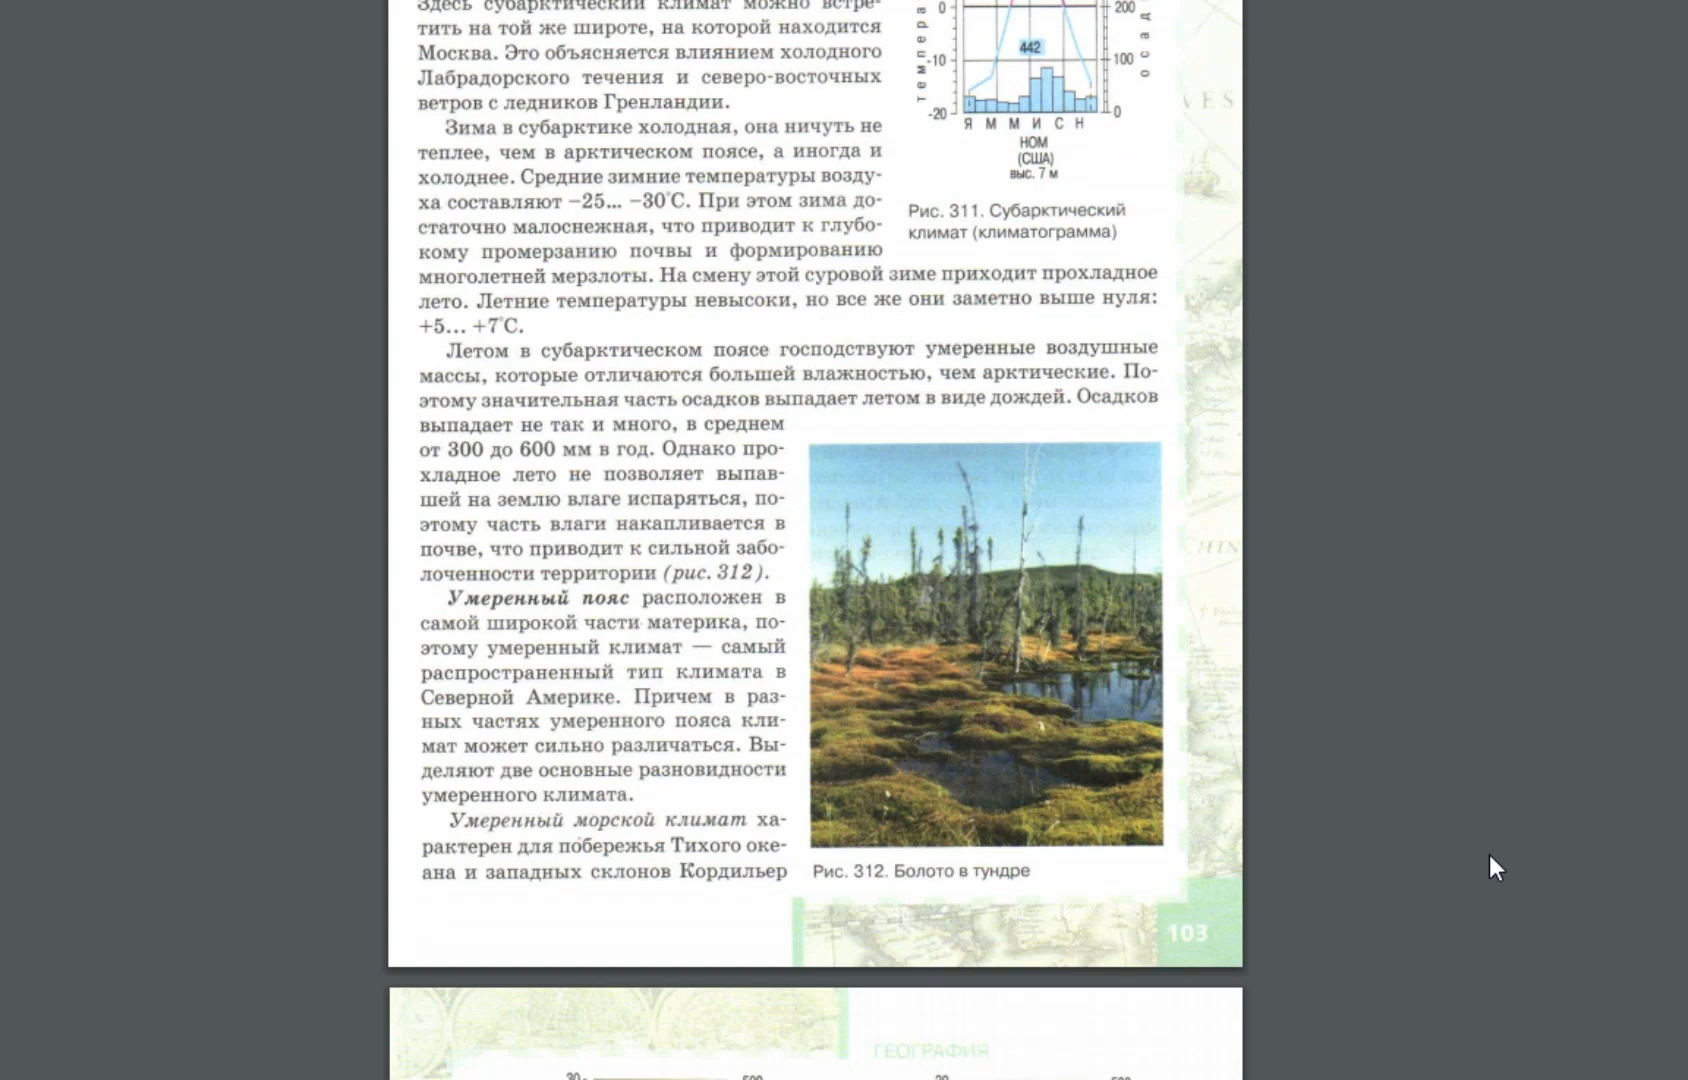 Здесь субарктический климат можно встре-
тить на той же широте, на которой находится
Москва. Это объясняется влиянием холодного
Лабрадорского течения и северо-восточных
ветров с ледников Гренландии.
Зима в субарктике холодная, она ничуть не
теплее, чем в арктическом поясе, а иногда и
холоднее. Средние зимние температуры возду-
ха составляют −25... −30°С. При этом зима до-
статочно малоснежная, что приводит к глубо-
кому промерзанию почвы и формированию
многолетней мерзлоты. На смену этой суровой зиме приходит прохладное
лето. Летние температуры невысоки, но все же они заметно выше нуля:
+5... +7°С.
Летом в субарктическом поясе господствуют умеренные воздушные
массы, которые отличаются большей влажностью, чем арктические. По-
этому значительная часть осадков выпадает летом в виде дождей. Осадков
выпадает не так и много, в среднем
от 300 до 600 мм в год. Однако про-
хладное лето не позволяет выпав-
шей на землю влаге испаряться, по-
этому часть влаги накапливается в
почве, что приводит к сильной забо-
лоченности территории (рис. 312).
Умеренный пояс расположен в
самой широкой части материка, по-
этому умеренный климат — самый
распространенный тип климата в
Северной Америке. Причем в раз-
ных частях умеренного пояса кли-
мат может сильно различаться. Вы-
деляют две основные разновидности
умеренного климата.
Умеренный морской климат ха-
рактерен для побережья Тихого оке-
ана и западных склонов Кордильер
0 200
442
-10 100
-20 0
Я М М И С Н
НОМ
(США)
выс. 7 м
Рис. 311. Субарктический
климат (климатограмма)
Рис. 312. Болото в тундре
103
ГЕОГРАФИЯ